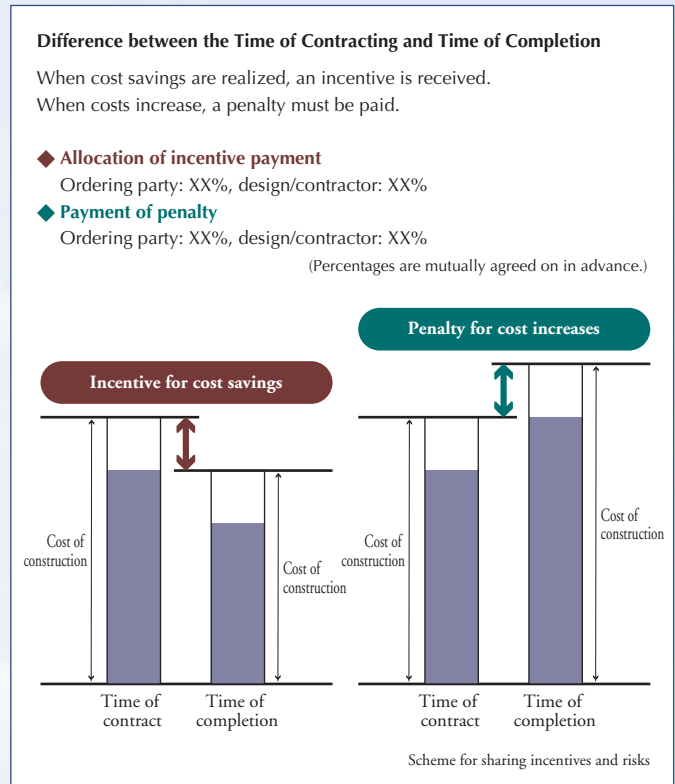 Difference between the Time of Contracting and Time of Completion
When cost savings are realized, an incentive is received.
When costs increase, a penalty must be paid.
◆ Allocation of incentive payment
Ordering party: XX%, design/contractor: XX%
◆ Payment of penalty
Ordering party: XX%, design/contractor: XX%
(Percentages are mutually agreed on in advance.)
Incentive for cost savings
Cost of
construction
Cost of
construction
Time of
contract
Time of
completion
Penalty for cost increases
Cost of
construction
Cost of
construction
Time of
contract
Time of
completion
Scheme for sharing incentives and risks